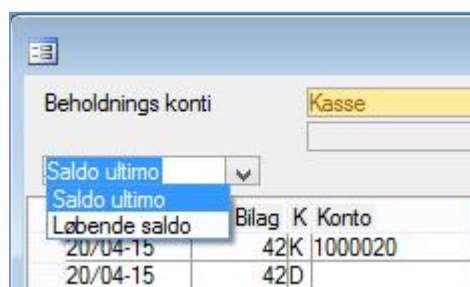 Beholdnings konti Kasse
Saldo ultimo
Saldo ultimo
Løbende saldo Bilag K Konto
20/04-15 42 K 1000020
20/04-15 42 D